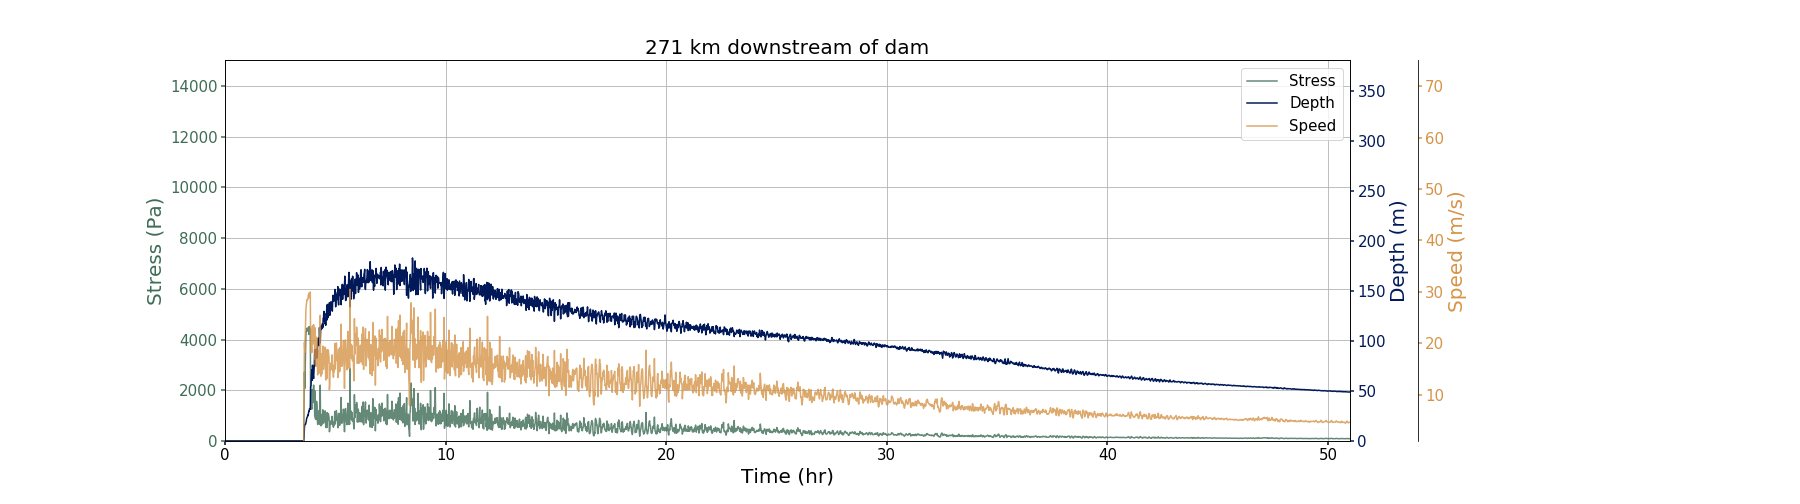 271 km downstream of dam
Stress (Pa)
14000
12000
10000
8000
6000
4000
2000
0
Stress
Depth
Speed
350
300
250
200
150
100
50
0
Depth (m)
70
60
50
40
30
20
10
Speed (m/s)
0 10 20 30 40 50
Time (hr)